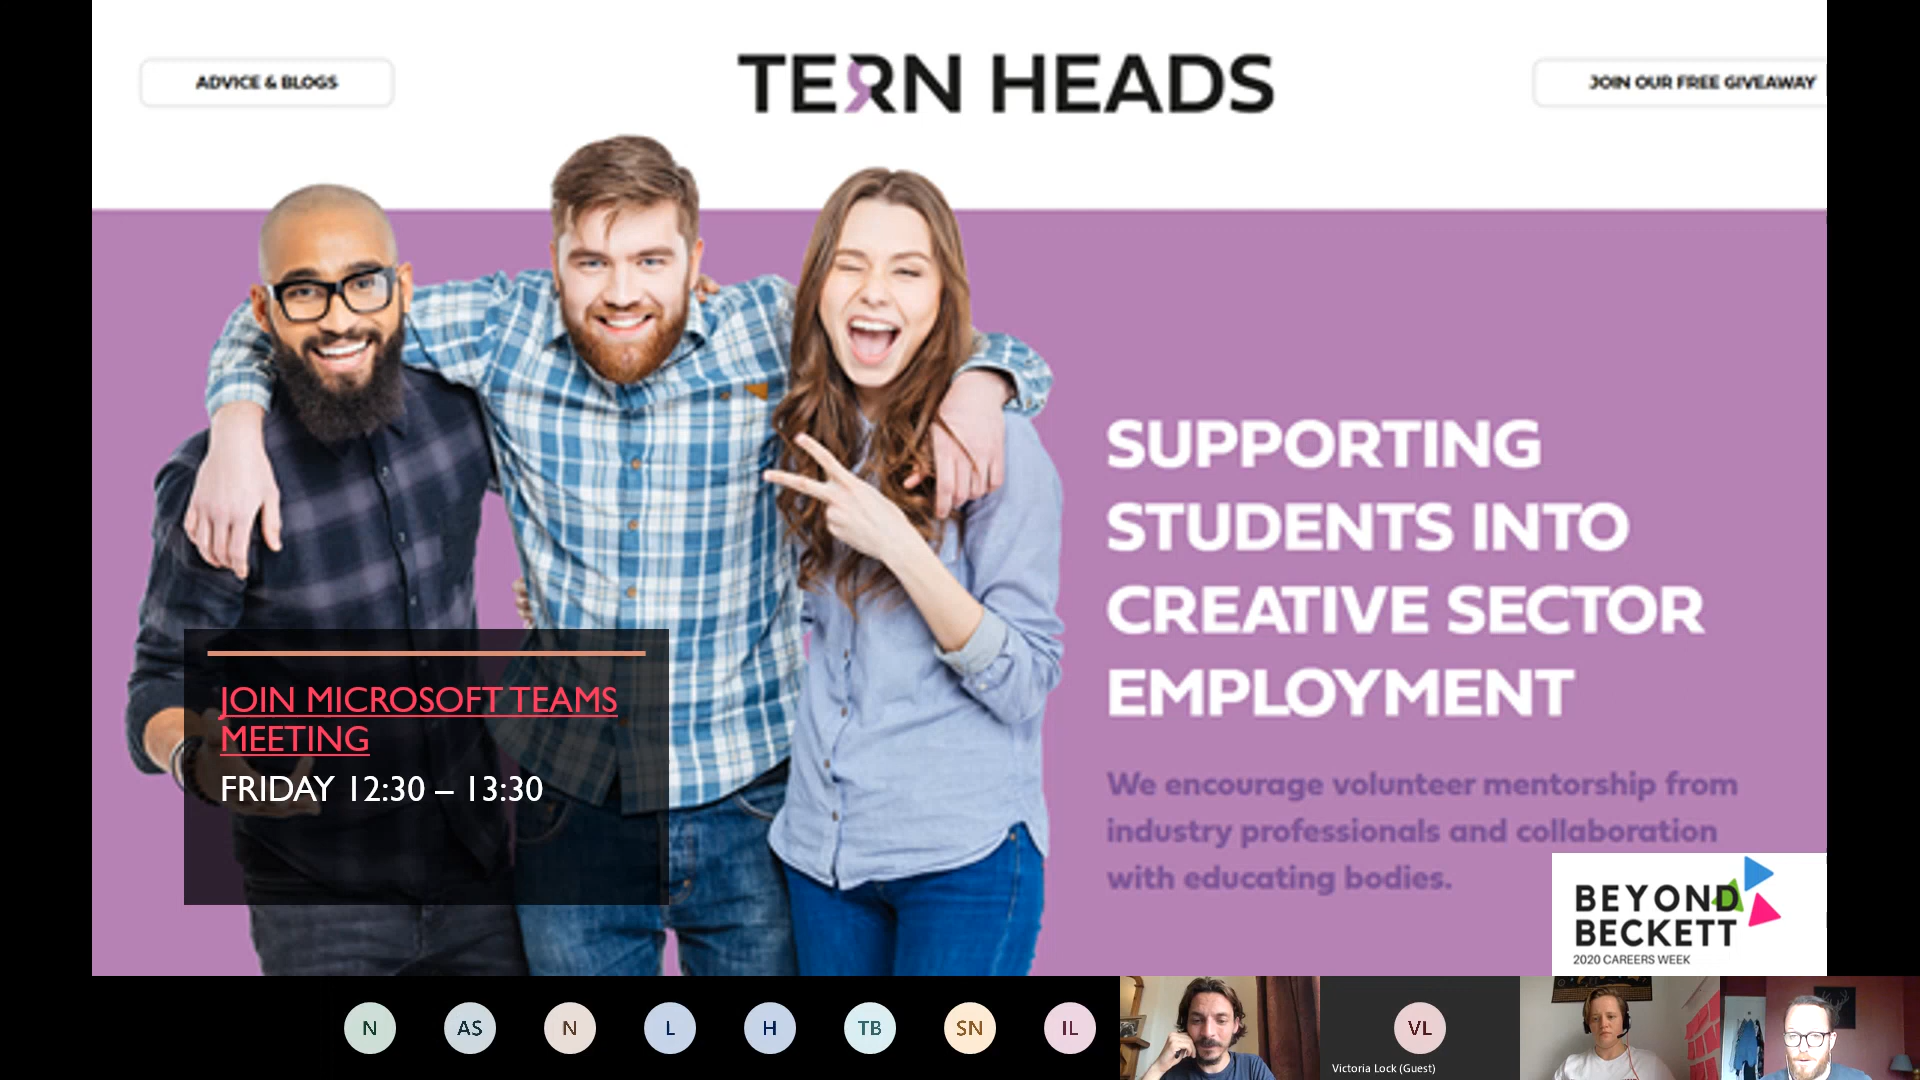 ADVICE & BLOGS
TERN HEADS
JOIN OUR FREE GIVEAWAY
SUPPORTING
STUDENTS INTO
CREATIVE SECTOR
EMPLOYMENT
JOIN MICROSOFT TEAMS
MEETING
FRIDAY 12:30 – 13:30
We encourage volunteer mentorship from
industry professionals and collaboration
with educating bodies.
BEYOND
BECKETT
2020 CAREERS WEEK
N
AS
N
L
H
TB
SN
IL
VL
Victoria Lock (Guest)